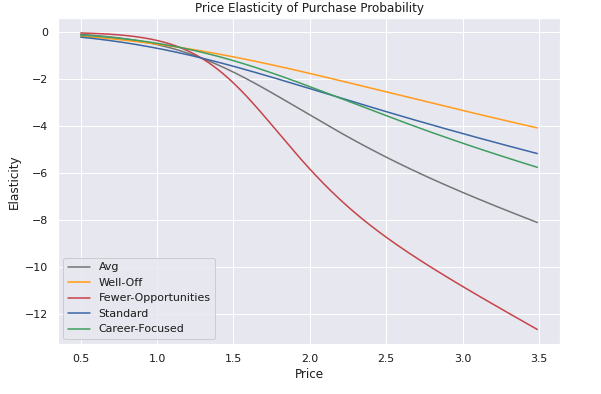 Price Elasticity of Purchase Probability
Elasticity
0
−2
−4
−6
−8
−10
−12
Avg
Well-Off
Fewer-Opportunities
Standard
Career-Focused
0.5 1.0 1.5 2.0 2.5 3.0 3.5
Price